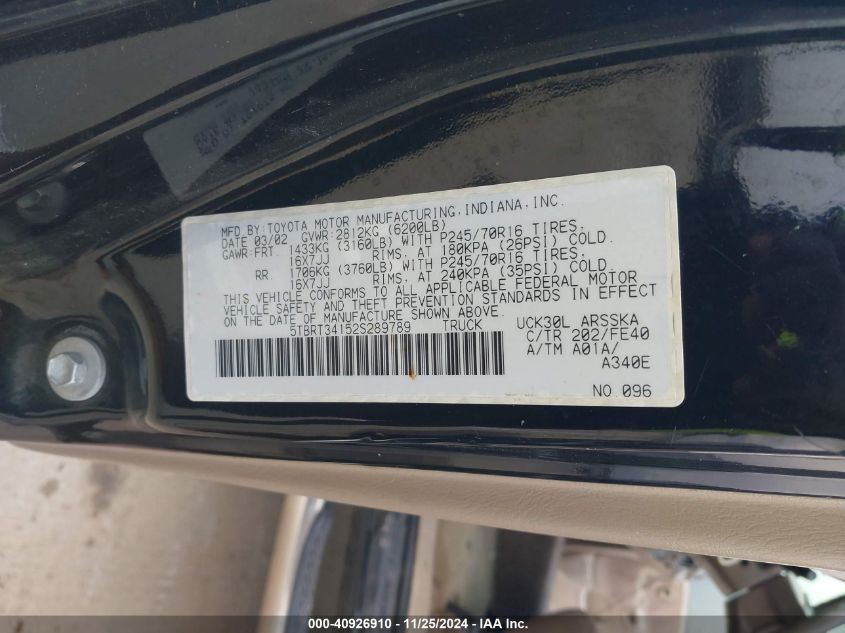 MFD.BY:TOYOTA MOTOR MANUFACTURING,INDIANA,INC.
DATE 03/02 GVWR:2812KG (6200LB)
GAWR:FRT. 1433KG (3160LB) WITH P245/70R16 TIRES,
16X7JJ RIMS, AT 180KPA (26PSI) COLD.
RR. 1706KG (3760LB) WITH P245/70R16 TIRES,
16X7JJ RIMS, AT 240KPA (35PSI) COLD.
THIS VEHICLE CONFORMS TO ALL APPLICABLE FEDERAL MOTOR
VEHICLE SAFETY AND THEFT PREVENTION STANDARDS IN EFFECT
ON THE DATE OF MANUFACTURE SHOWN ABOVE.
5TBRT34152S289789 TRUCK
UCK30L ARSSKA
C/TR 202/FE40
A/TM A01A/
A340E
NO.096
000-40926910 - 11/25/2024 - IAA Inc.